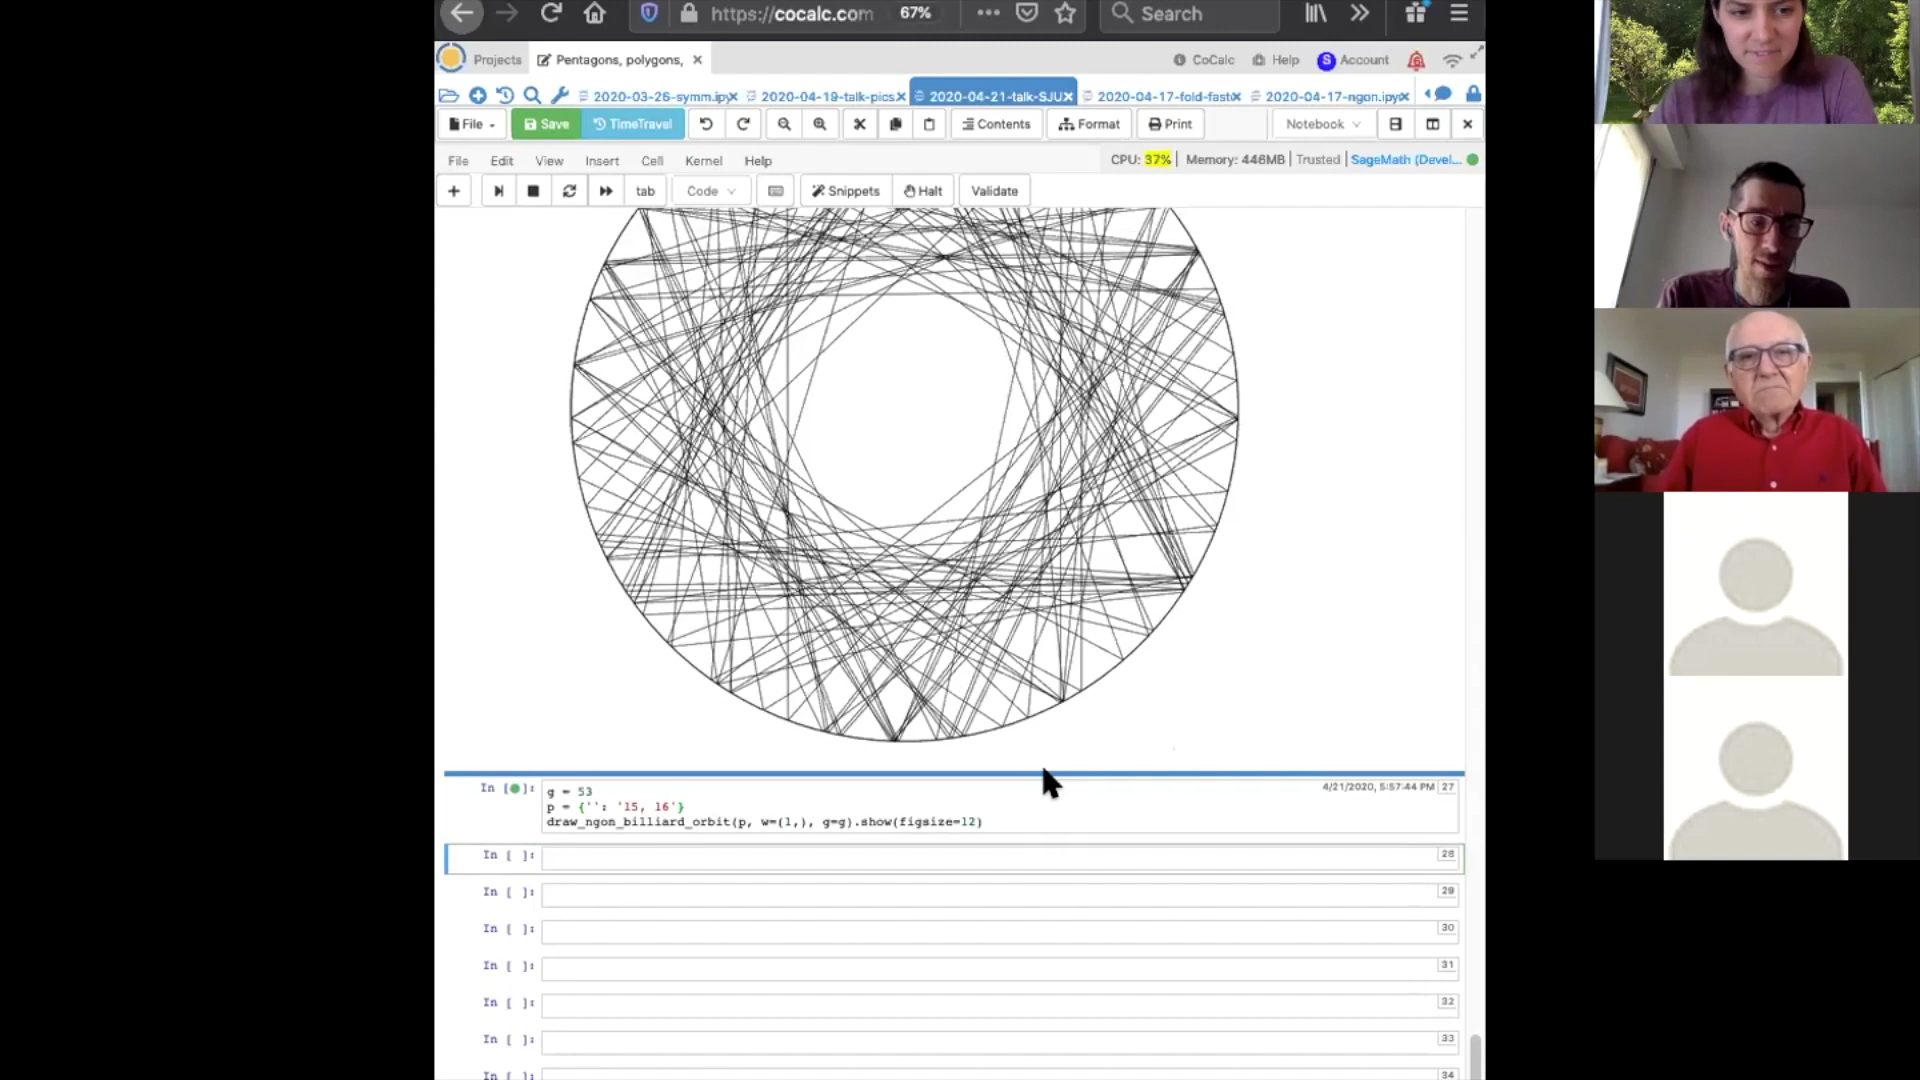 https://cocalc.com 67% Search
Projects Pentagons, polygons, CoCalc Help S Account
2020-03-26-symm.ipy 2020-04-19-talk-pics 2020-04-21-talk-SJU 2020-04-17-fold-fast 2020-04-17-ngon.ipy
File Save TimeTravel Contents Format Print Notebook
File Edit View Insert Cell Kernel Help CPU: 37% Memory: 446MB Trusted SageMath (Devel...
tab Code Snippets Halt Validate
In [ ]: g = 53 4/21/2020, 5:57:44 PM 27
p = {'': '15, 16'}
draw_ngon_billiard_orbit(p, w=(1,), g=g).show(figsize=12)
In [ ]: 28
In [ ]: 29
In [ ]: 30
In [ ]: 31
In [ ]: 32
In [ ]: 33
In [ ]: 34